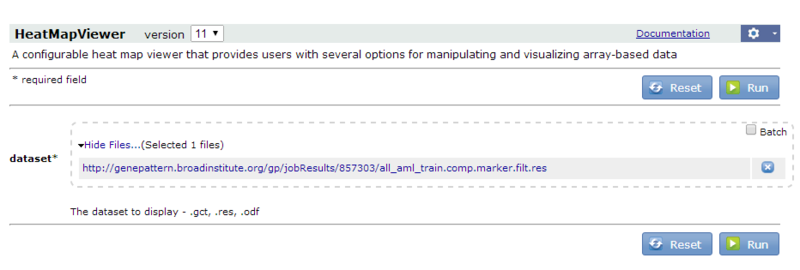 HeatMapViewer version 11 Documentation
A configurable heat map viewer that provides users with several options for manipulating and visualizing array-based data
* required field
Reset Run
Batch
Hide Files...(Selected 1 files)
dataset*
http://genepattern.broadinstitute.org/gp/jobResults/857303/all_aml_train.comp.marker.filt.res
The dataset to display - .gct, .res, .odf
Reset Run